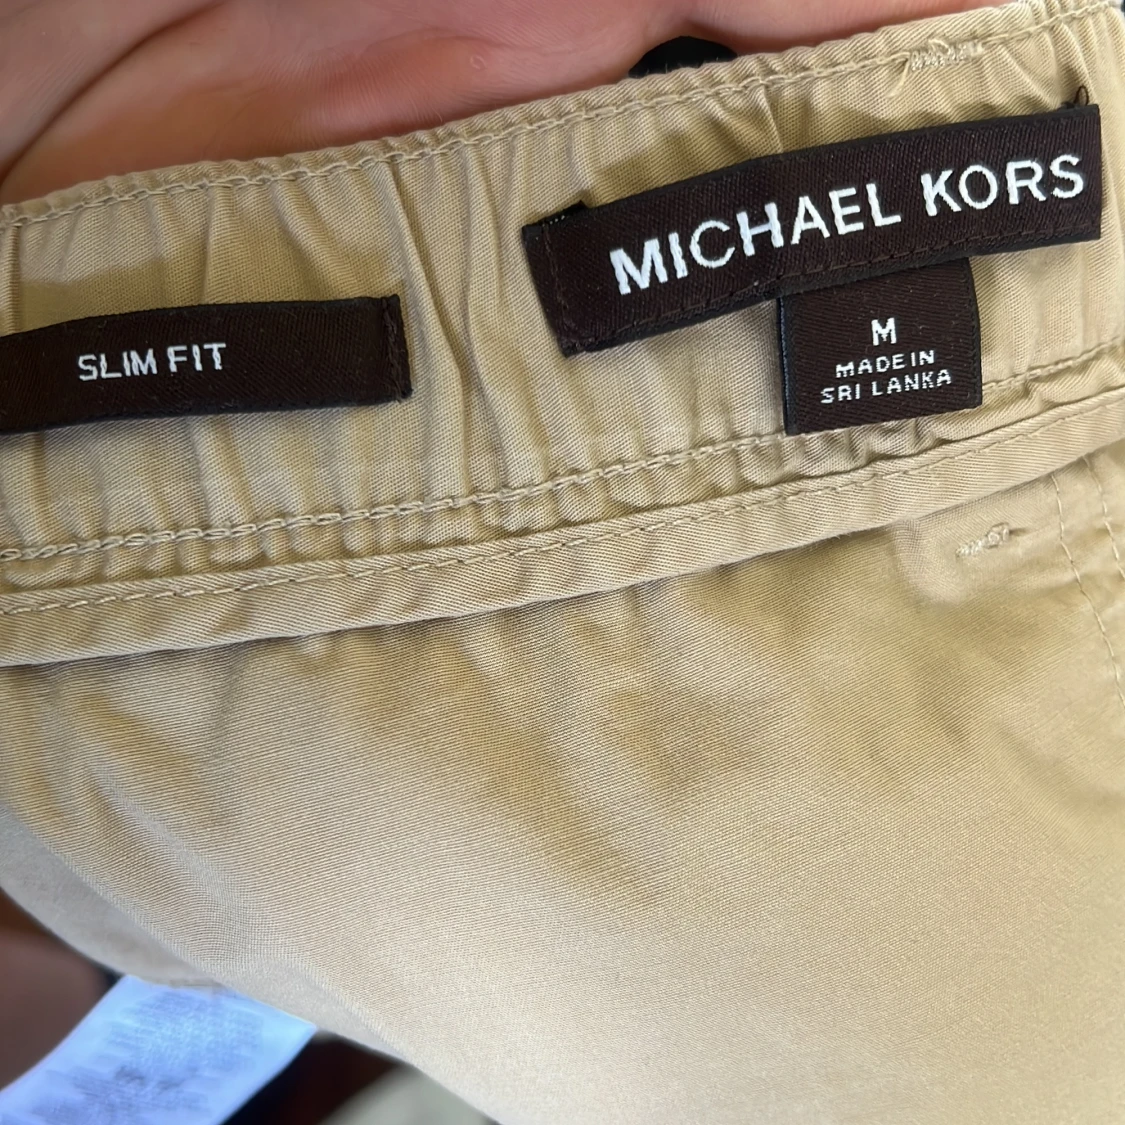 MICHAEL KORS
SLIM FIT
M
MADE IN
SRI LANKA